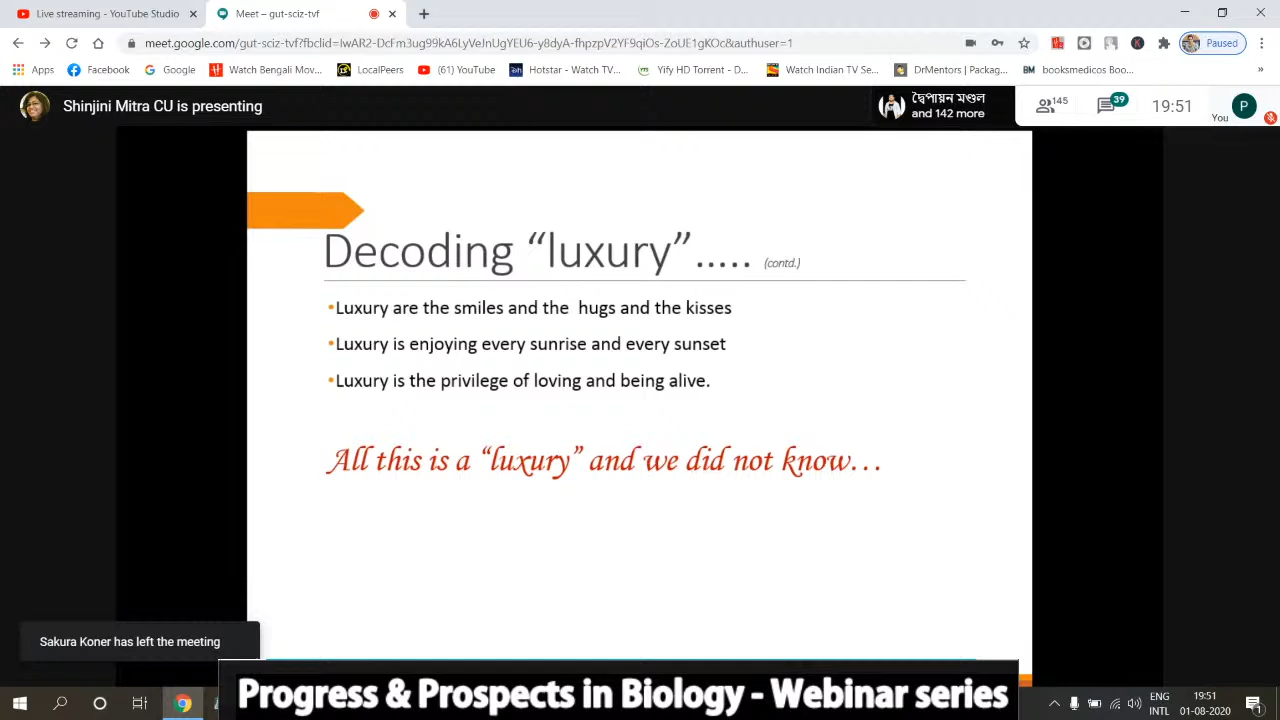 Live streaming - YouTube Studio
Meet – gut-sciz-tvf
meet.google.com/gut-sciz-tvf?fbclid=IwAR2-DcFm3ug99kA6LyVeJnUgEiU6-y8dyA-fhpzpV2YF9qiOs-ZoUE1gKOc&authuser=1
Paused
Apps
Facebook
Google
Watch Bengali Mov...
LocalPeers
(61) YouTube
Hotstar - Watch TV...
Yify HD Torrent - D...
Watch Indian TV Se...
DrMentors | Packag...
BM booksmedicos Boo...
Shinjini Mitra CU is presenting
দ্বৈপায়ন মণ্ডল
and 142 more
145
39
19:51
You
P
Decoding “luxury”..... (contd.)
•Luxury are the smiles and the  hugs and the kisses
•Luxury is enjoying every sunrise and every sunset
•Luxury is the privilege of loving and being alive.
All this is a “luxury” and we did not know...
Sakura Koner has left the meeting
Progress & Prospects in Biology - Webinar series
ENG
INTL
19:51
01-08-2020
1